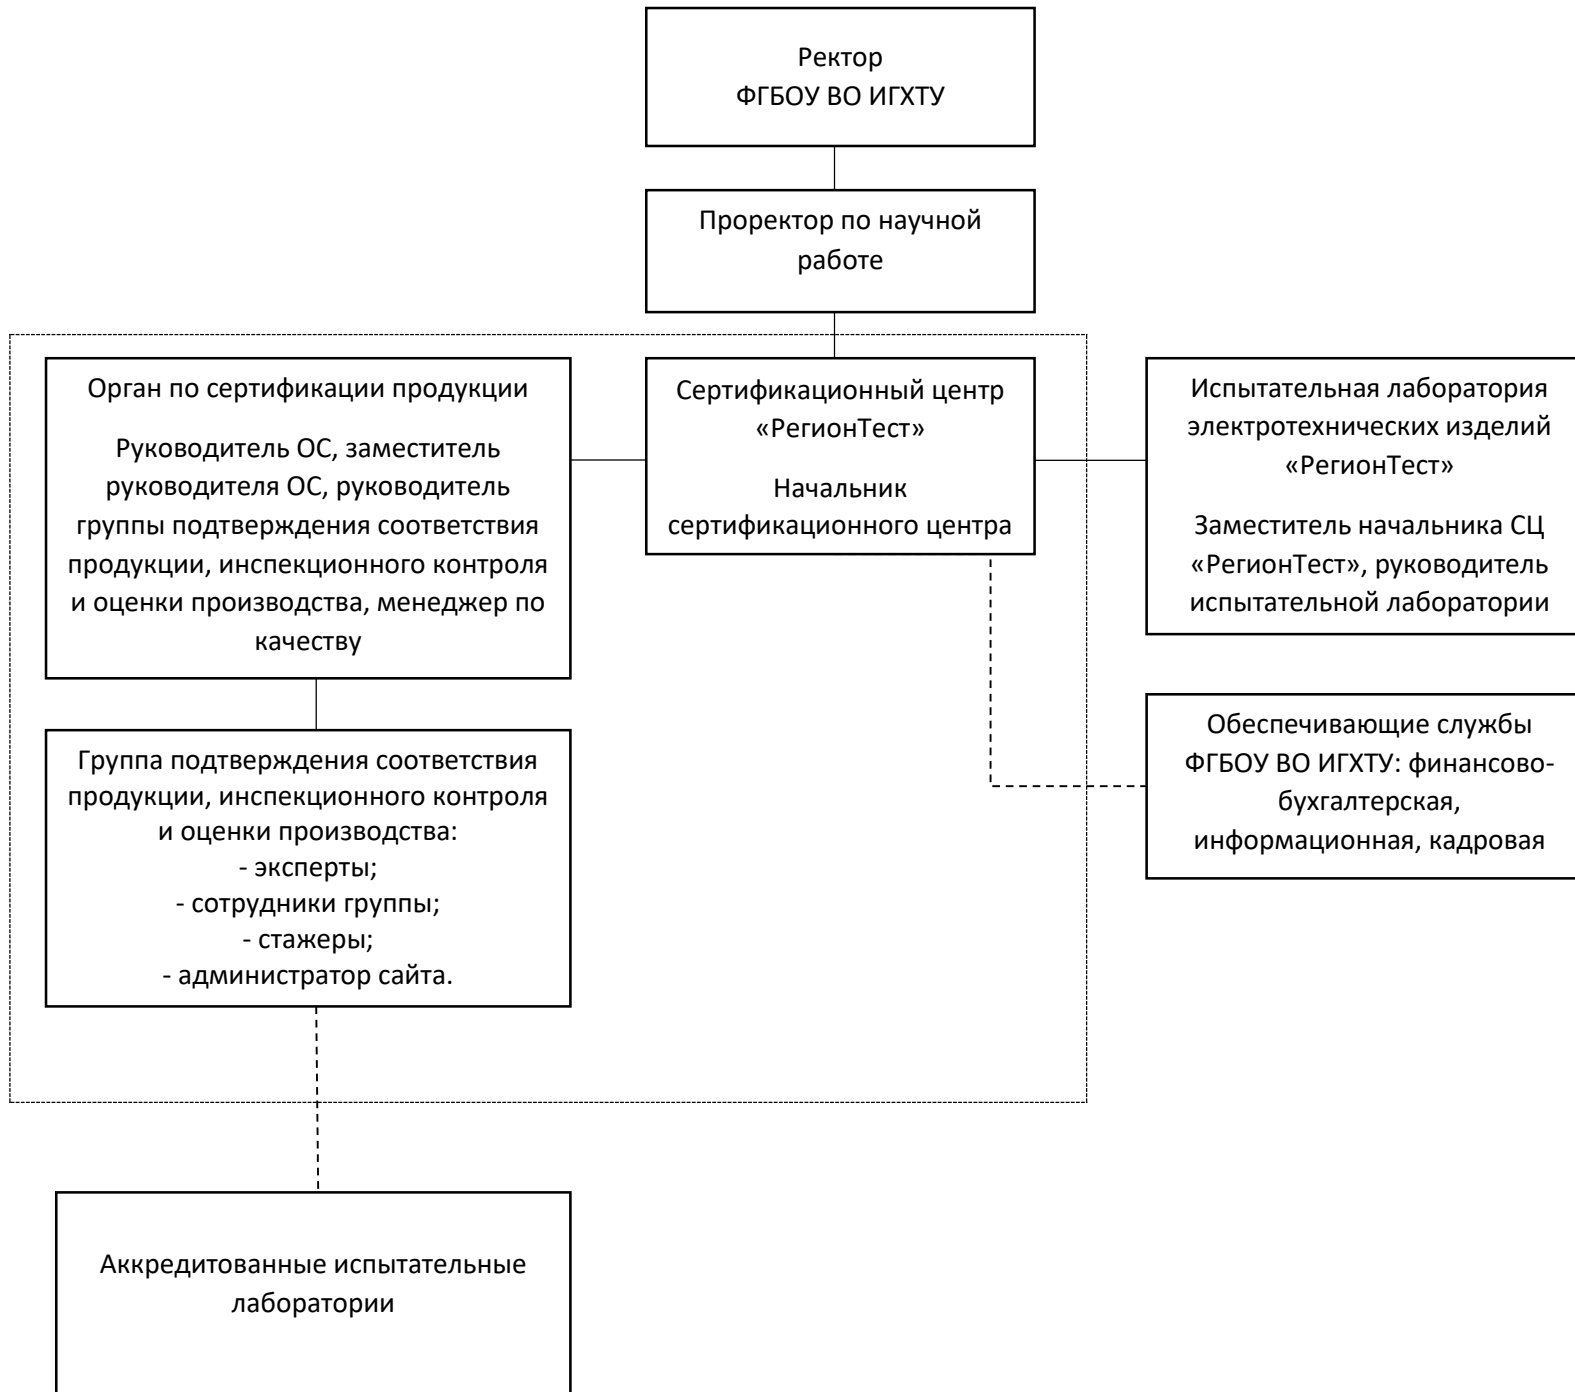 Ректор
ФГБОУ ВО ИГХТУ
Проректор по научной
работе
Орган по сертификации продукции
Руководитель ОС, заместитель
руководителя ОС, руководитель
группы подтверждения соответствия
продукции, инспекционного контроля
и оценки производства, менеджер по
качеству
Сертификационный центр
«РегионТест»
Начальник
сертификационного центра
Испытательная лаборатория
электротехнических изделий
«РегионТест»
Заместитель начальника СЦ
«РегионТест», руководитель
испытательной лаборатории
Группа подтверждения соответствия
продукции, инспекционного контроля
и оценки производства:
- эксперты;
- сотрудники группы;
- стажеры;
- администратор сайта.
Обеспечивающие службы
ФГБОУ ВО ИГХТУ: финансово-
бухгалтерская,
информационная, кадровая
Аккредитованные испытательные
лаборатории